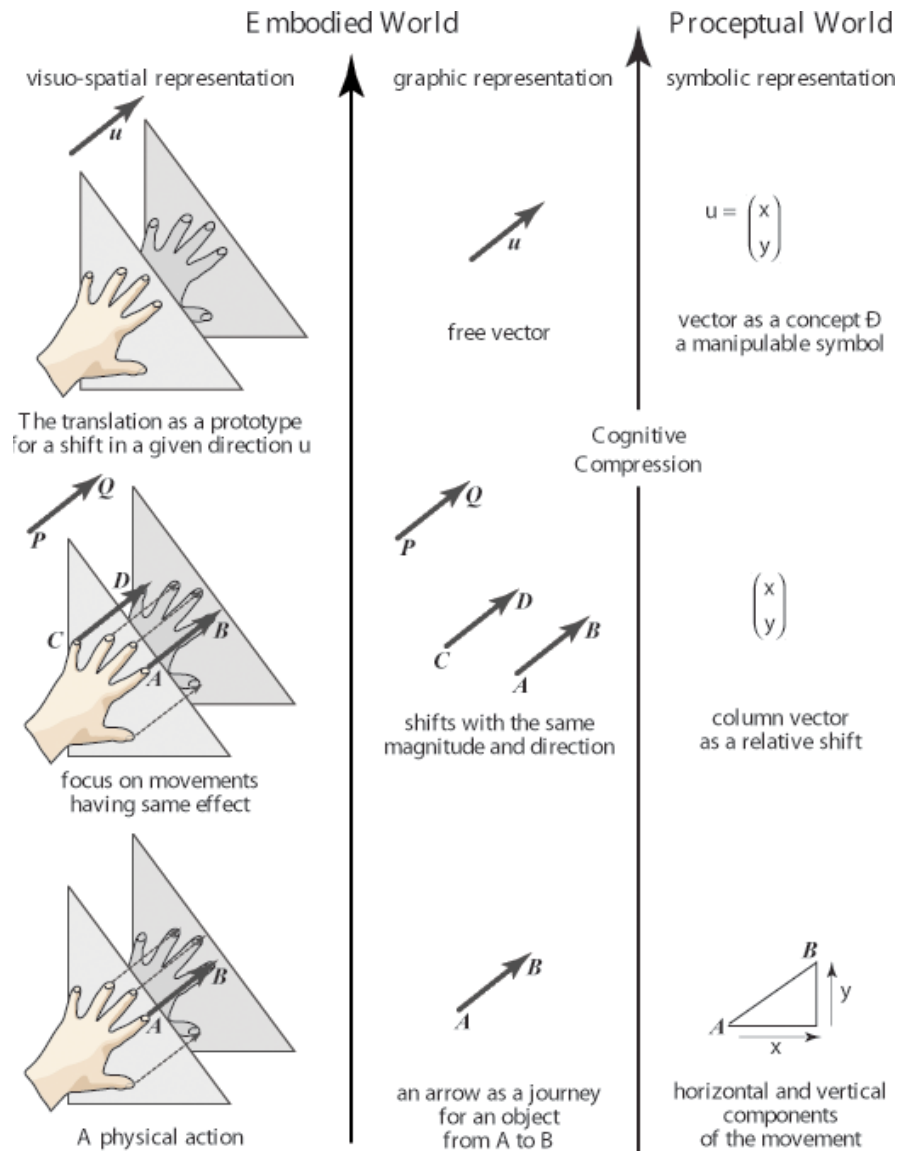 Embodied World
Proceptual World
visuo-spatial representation
graphic representation
symbolic representation
u
u
u = (x y)
free vector
vector as a concept Đ
a manipulable symbol
The translation as a prototype
for a shift in a given direction u
Cognitive
Compression
P Q
C D
A B
P Q
C D
A B
(x y)
shifts with the same
magnitude and direction
column vector
as a relative shift
focus on movements
having same effect
A B
A B
A B
x y
A physical action
an arrow as a journey
for an object
from A to B
horizontal and vertical
components
of the movement